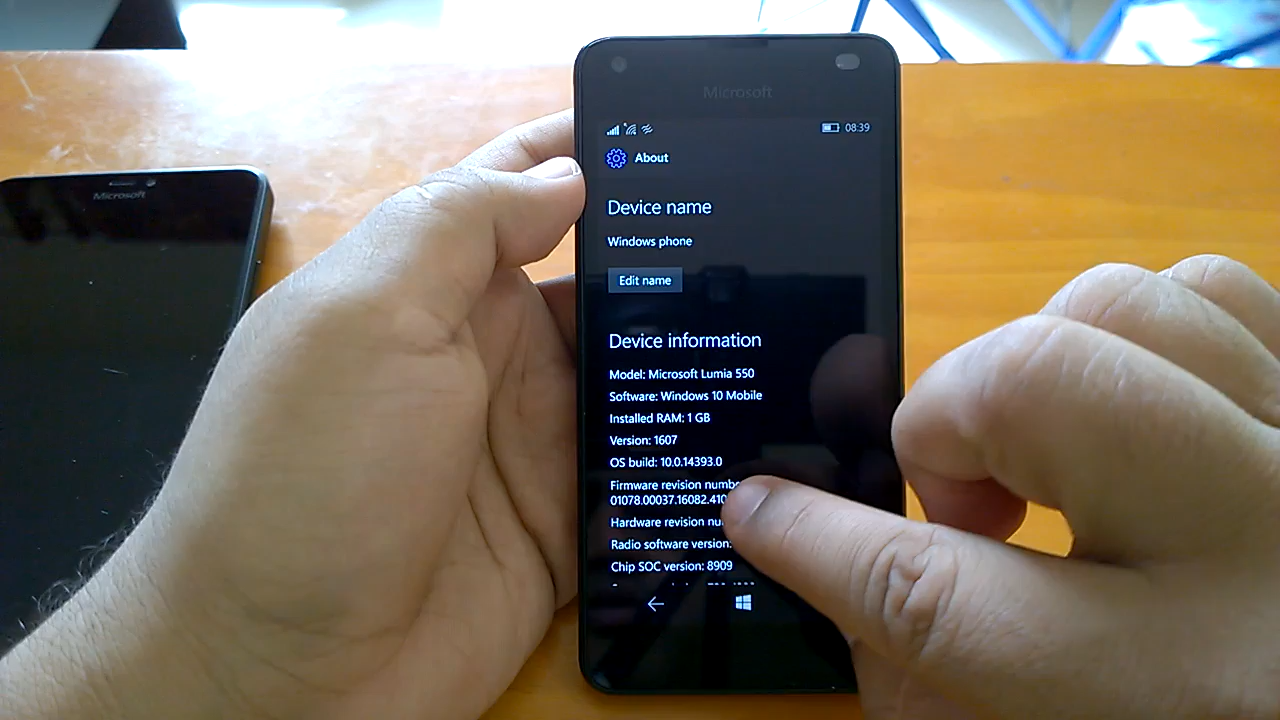 Microsoft
Microsoft
08:39
About
Device name
Windows phone
Edit name
Device information
Model: Microsoft Lumia 550
Software: Windows 10 Mobile
Installed RAM: 1 GB
Version: 1607
OS build: 10.0.14393.0
Firmware revision numbe
01078.00037.16082.410
Hardware revision nu
Radio software version:
Chip SOC version: 8909